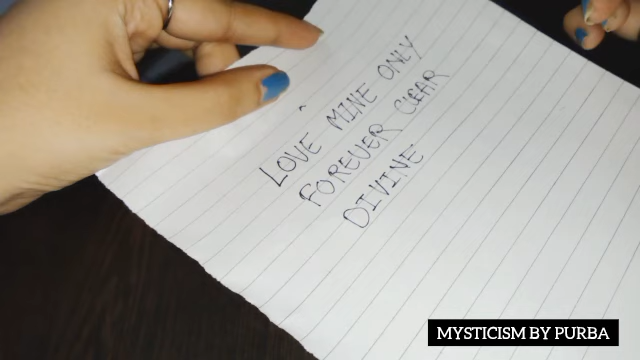 LOVE MINE ONLY
FOREVER CLEAR
DIVINE
MYSTICISM BY PURBA